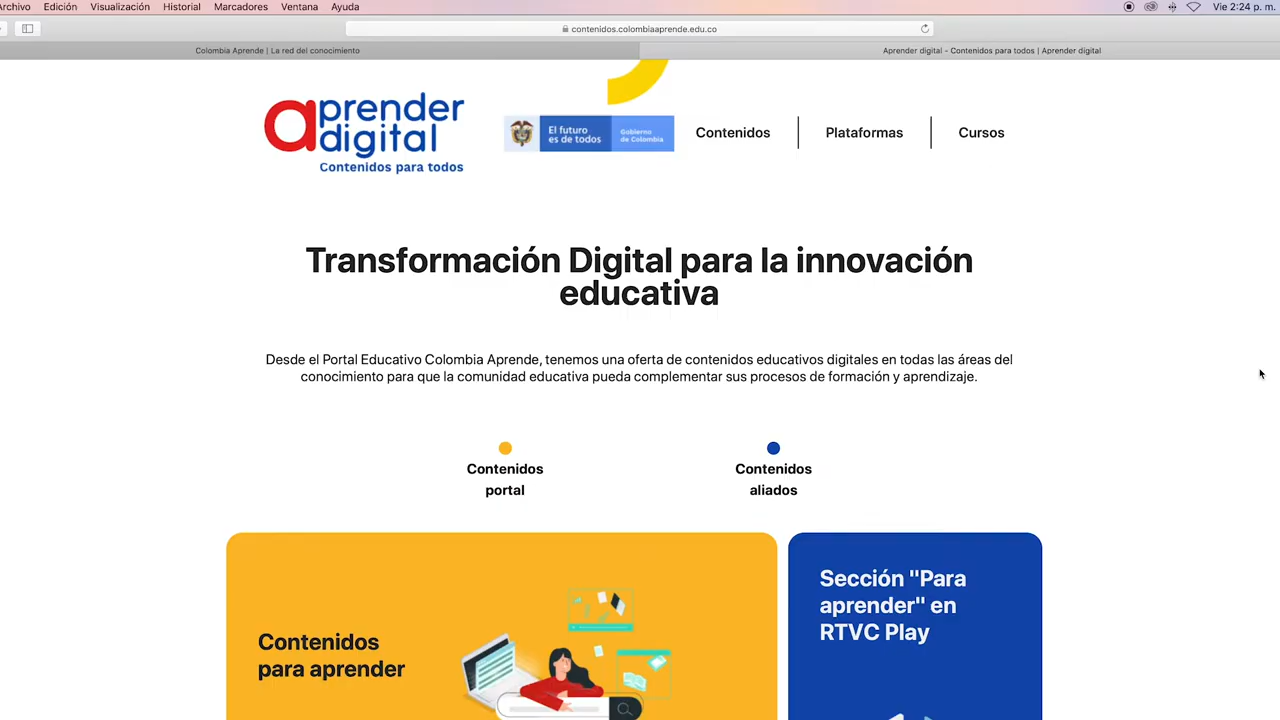 Archivo Edición Visualización Historial Marcadores Ventana Ayuda Vie 2:24 p. m.
contenidos.colombiaaprende.edu.co
Colombia Aprende | La red del conocimiento Aprender digital - Contenidos para todos | Aprender digital
aprender
digital
Contenidos para todos
El futuro
es de todos
Gobierno
de Colombia
Contenidos Plataformas Cursos
Transformación Digital para la innovación
educativa
Desde el Portal Educativo Colombia Aprende, tenemos una oferta de contenidos educativos digitales en todas las áreas del
conocimiento para que la comunidad educativa pueda complementar sus procesos de formación y aprendizaje.
Contenidos
portal
Contenidos
aliados
Contenidos
para aprender
Sección "Para
aprender" en
RTVC Play